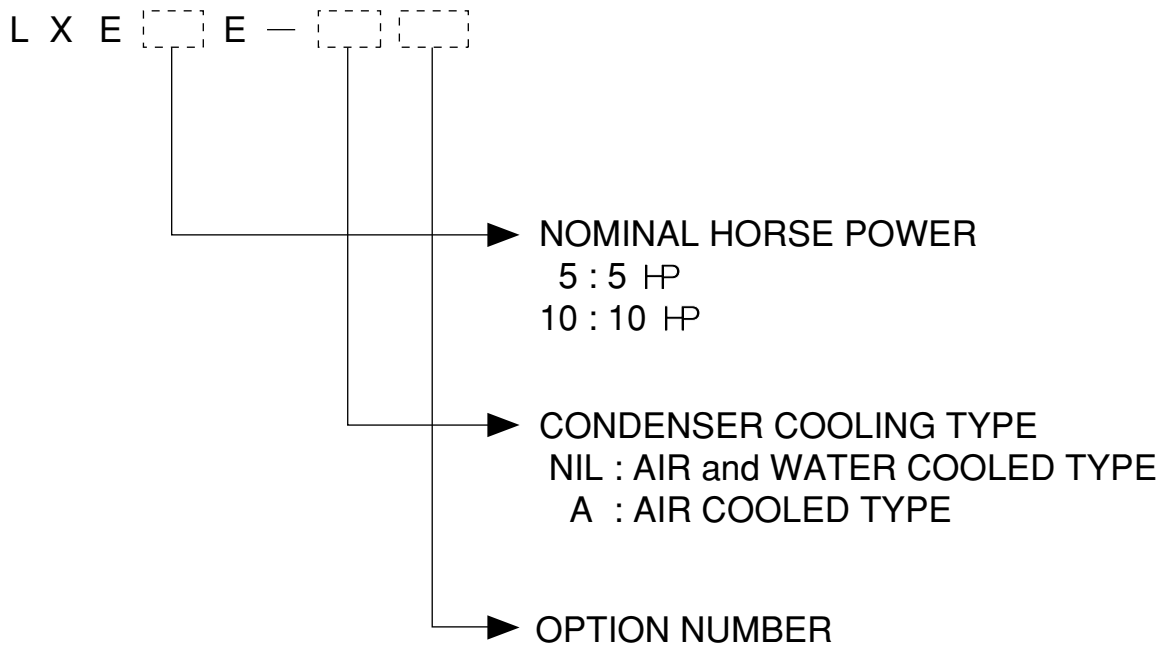 L X E E —
NOMINAL HORSE POWER
5 : 5 HP
10 : 10 HP
CONDENSER COOLING TYPE
NIL : AIR and WATER COOLED TYPE
A : AIR COOLED TYPE
OPTION NUMBER